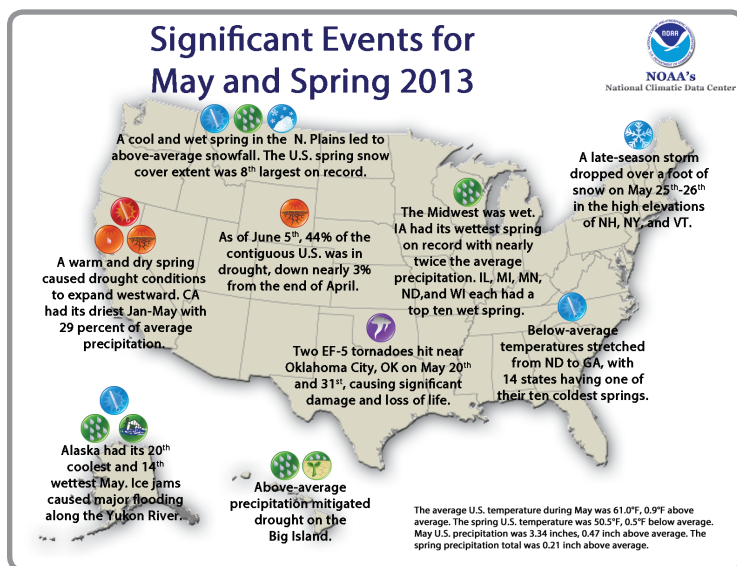 Significant Events for
May and Spring 2013
NOAA
NOAA's
National Climatic Data Center
A cool and wet spring in the N. Plains led to
above-average snowfall. The U.S. spring snow
cover extent was 8th largest on record.
A late-season storm
dropped over a foot of
snow on May 25th-26th
in the high elevations
of NH, NY, and VT.
The Midwest was wet.
IA had its wettest spring
on record with nearly
twice the average
precipitation. IL, MI, MN,
ND,and WI each had a
top ten wet spring.
As of June 5th, 44% of the
contiguous U.S. was in
drought, down nearly 3%
from the end of April.
A warm and dry spring
caused drought conditions
to expand westward. CA
had its driest Jan-May with
29 percent of average
precipitation.
Two EF-5 tornadoes hit near
Oklahoma City, OK on May 20th
and 31st, causing significant
damage and loss of life.
Below-average
temperatures stretched
from ND to GA, with
14 states having one of
their ten coldest springs.
Alaska had its 20th
coolest and 14th
wettest May. Ice jams
caused major flooding
along the Yukon River.
Above-average
precipitation mitigated
drought on the
Big Island.
The average U.S. temperature during May was 61.0°F, 0.9°F above
average. The spring U.S. temperature was 50.5°F, 0.5°F below average.
May U.S. precipitation was 3.34 inches, 0.47 inch above average. The
spring precipitation total was 0.21 inch above average.